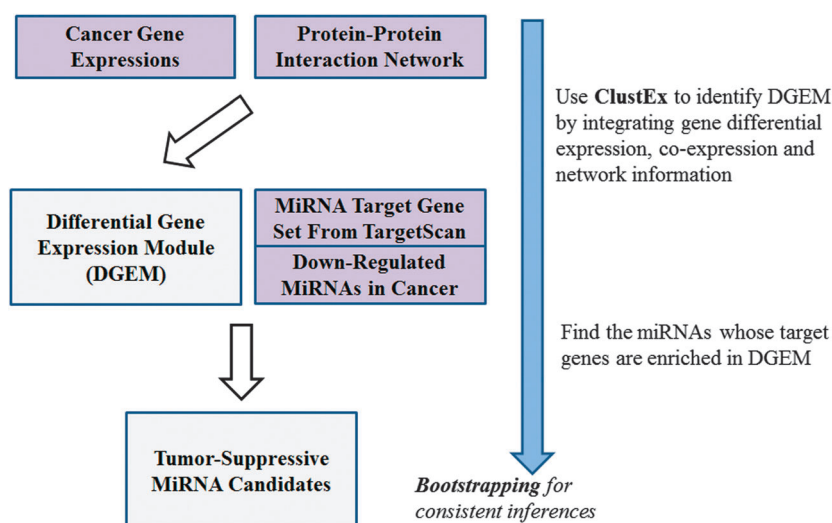 Cancer Gene
Expressions
Protein-Protein
Interaction Network
Use ClustEx to identify DGEM
by integrating gene differential
expression, co-expression and
network information
Differential Gene
Expression Module
(DGEM)
MiRNA Target Gene
Set From TargetScan
Down-Regulated
MiRNAs in Cancer
Find the miRNAs whose target
genes are enriched in DGEM
Tumor-Suppressive
MiRNA Candidates
Bootstrapping for
consistent inferences